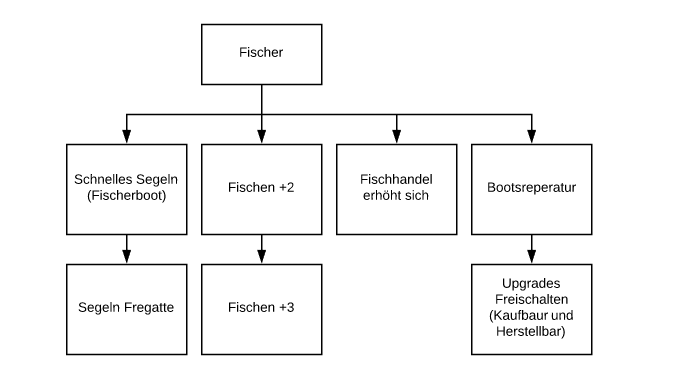 Fischer
Schnelles Segeln
(Fischerboot)
Fischen +2
Fischhandel
erhöht sich
Bootsreperatur
Segeln Fregatte
Fischen +3
Upgrades
Freischalten
(Kaufbaur und
Herstellbar)